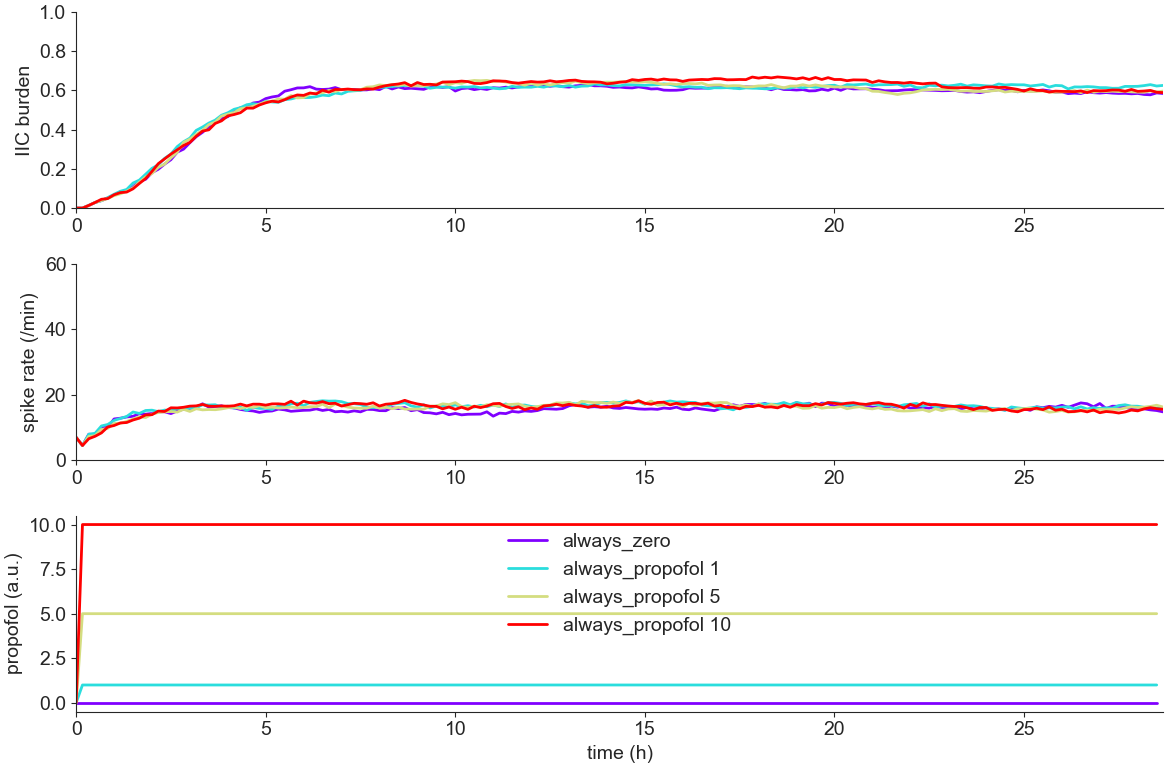 1.0
0.8
0.6
0.4
0.2
0.0
IIC burden
0 5 10 15 20 25
60
40
20
0
spike rate (/min)
0 5 10 15 20 25
10.0
7.5
5.0
2.5
0.0
propofol (a.u.)
always_zero
always_propofol 1
always_propofol 5
always_propofol 10
0 5 10 15 20 25
time (h)